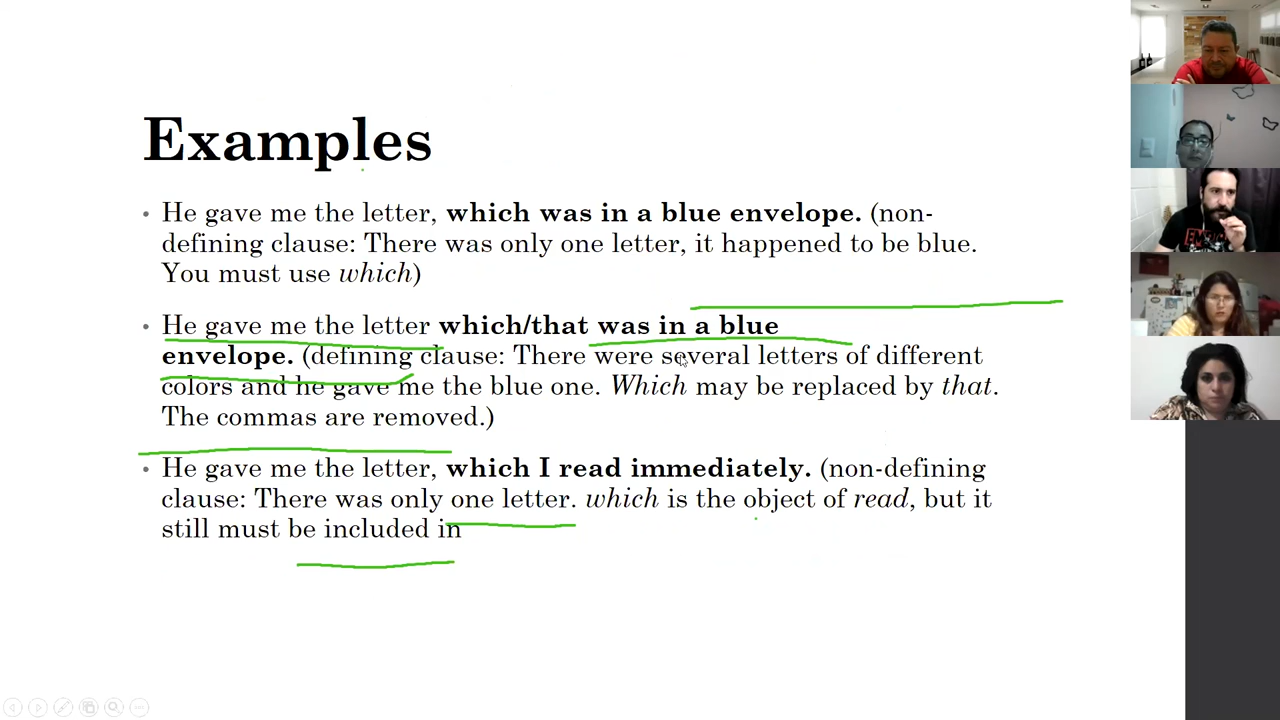 Examples
• He gave me the letter, which was in a blue envelope. (non-
defining clause: There was only one letter, it happened to be blue.
You must use which)
• He gave me the letter which/that was in a blue
envelope. (defining clause: There were several letters of different
colors and he gave me the blue one. Which may be replaced by that.
The commas are removed.)
• He gave me the letter, which I read immediately. (non-defining
clause: There was only one letter. which is the object of read, but it
still must be included in